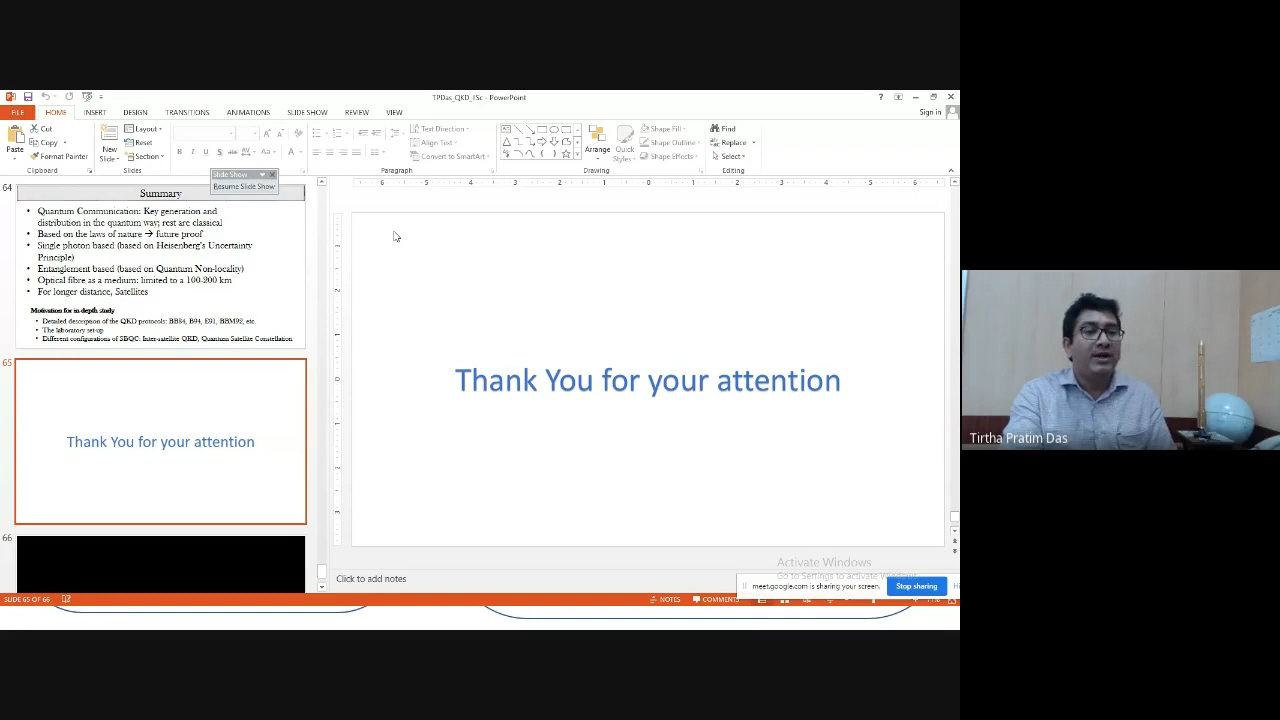 TPDas_QKD_IISc - PowerPoint
FILE HOME INSERT DESIGN TRANSITIONS ANIMATIONS SLIDE SHOW REVIEW VIEW Sign in
Paste
Cut
Copy
Format Painter
Clipboard
New
Slide
Layout
Reset
Section
Slides
Text Direction
Align Text
Convert to SmartArt
Paragraph
Arrange
Quick
Styles
Shape Fill
Shape Outline
Shape Effects
Drawing
Find
Replace
Select
Editing
Slide Show
Resume Slide Show
64
Summary
• Quantum Communication: Key generation and
distribution in the quantum way; rest are classical
• Based on the laws of nature → future proof
• Single photon based (based on Heisenberg's Uncertainty
Principle)
• Entanglement based (based on Quantum Non-locality)
• Optical fibre as a medium: limited to a 100-200 km
• For longer distance, Satellites
Motivation for in-depth study
• Detailed description of the QKD protocols: BB84, B94, E91, BBM92, etc.
• The laboratory set-up
• Different configurations of SBQC: Inter-satellite QKD, Quantum Satellite Constellation
65
Thank You for your attention
66
Thank You for your attention
Click to add notes
Activate Windows
Go to Settings to activate Windows.
meet.google.com is sharing your screen.
Stop sharing
SLIDE 65 OF 66
NOTES
COMMENTS
Tirtha Pratim Das